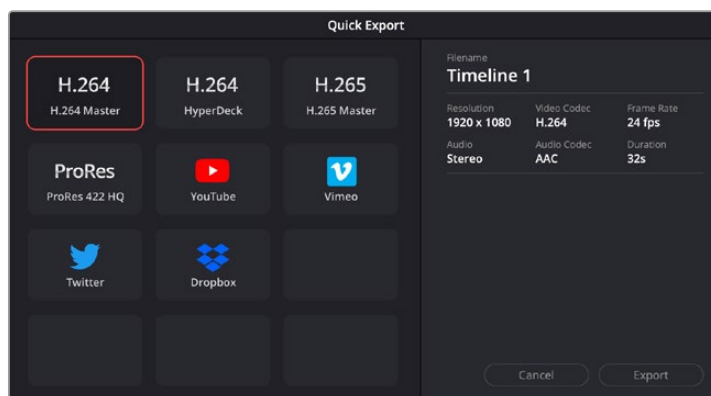 Quick Export
H.264
H.264 Master
H.264
HyperDeck
H.265
H.265 Master
ProRes
ProRes 422 HQ
YouTube
Vimeo
Twitter
Dropbox
Filename
Timeline 1
Resolution Video Codec Frame Rate
1920 x 1080 H.264 24 fps
Audio Audio Codec Duration
Stereo AAC 32s
Cancel Export